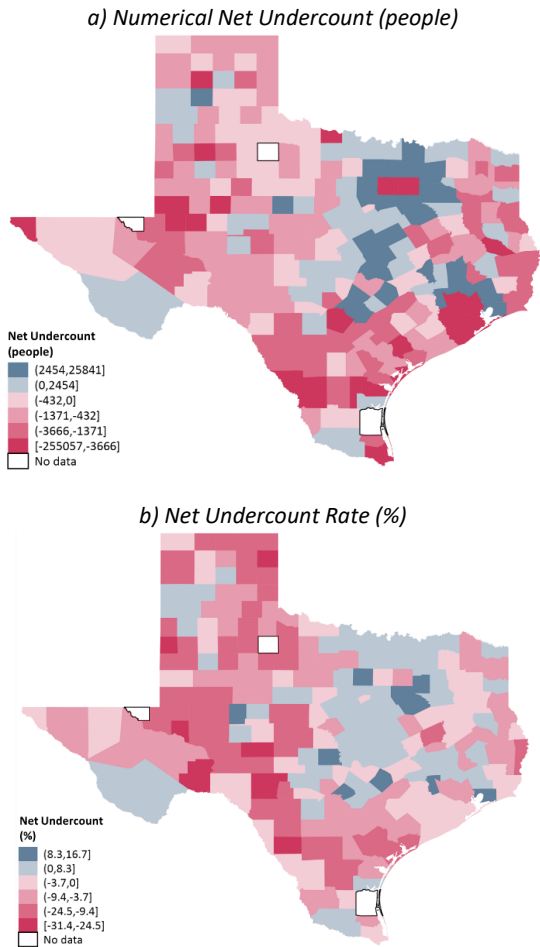 a) Numerical Net Undercount (people)
Net Undercount
(people)
(2454,25841]
(0,2454]
(-432,0]
(-1371,-432)
(-3666,-1371]
[-255057,-3666]
No data
b) Net Undercount Rate (%)
Net Undercount
(%)
(8.3,16.7]
(0,8.3]
(-3.7,0]
(-9.4,-3.7]
(-24.5,-9.4]
[-31.4,-24.5]
No data